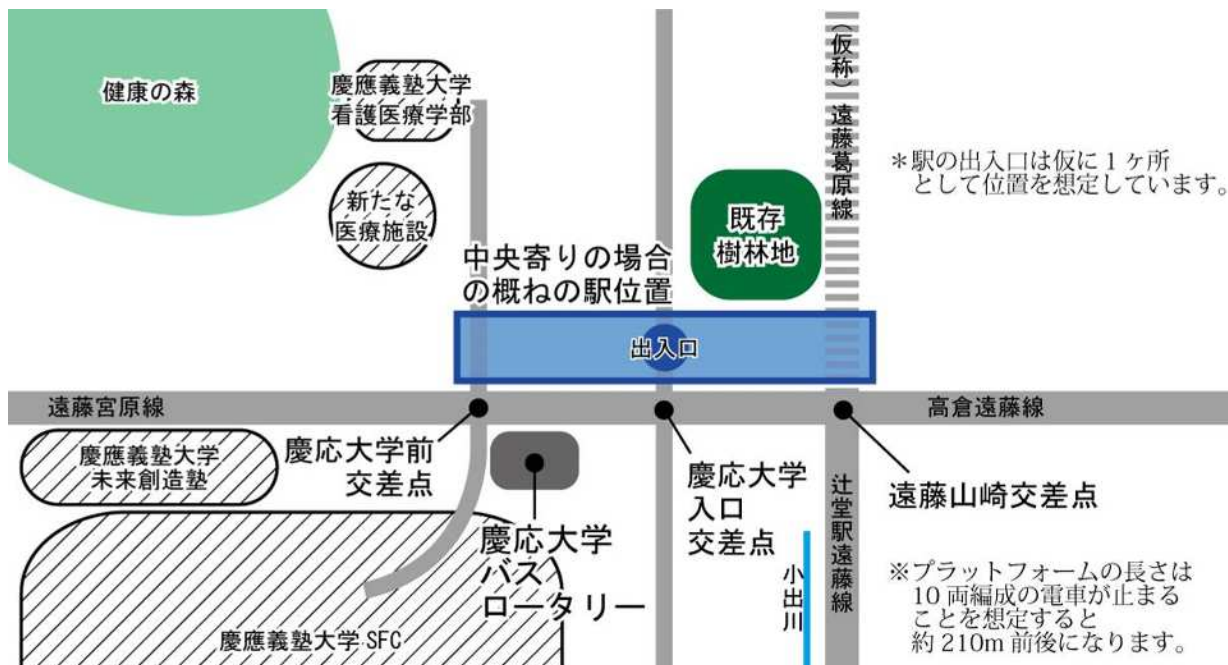 健康の森
慶應義塾大学
看護医療学部
新たな
医療施設
(仮称)遠藤葛原線
既存
樹林地
*駅の出入口は仮に1ヶ所
として位置を想定しています。
中央寄りの場合
の概ねの駅位置
出入口
遠藤宮原線
高倉遠藤線
慶應義塾大学
未来創造塾
慶応大学前
交差点
慶応大学
バス
ロータリー
慶応大学
入口
交差点
遠藤山崎交差点
辻堂駅遠藤線
小出川
慶應義塾大学SFC
※プラットフォームの長さは
10両編成の電車が止まる
ことを想定すると
約210m前後になります。